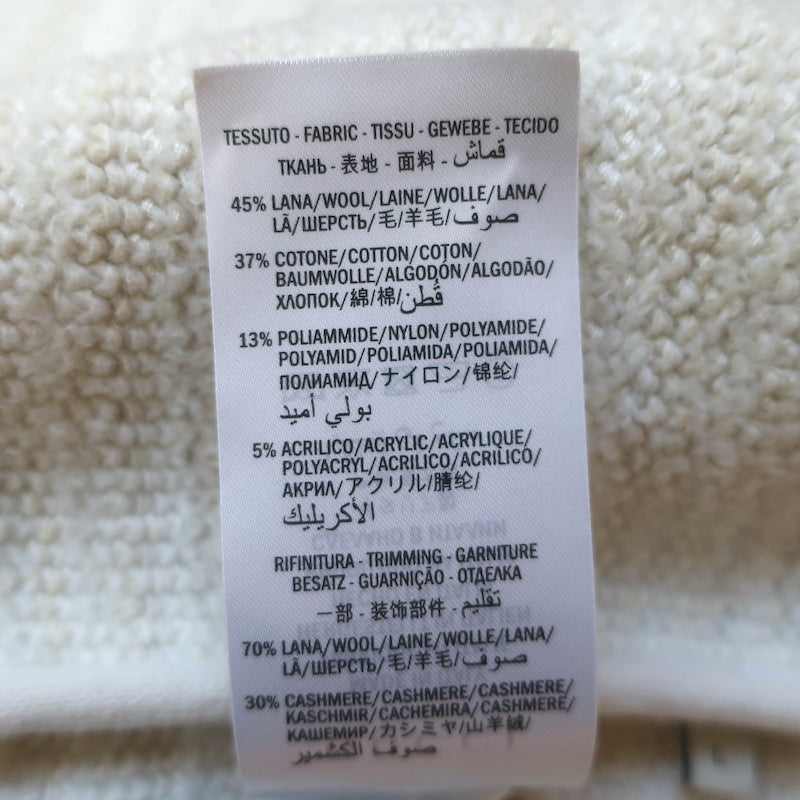 TESSUTO - FABRIC - TISSU - GEWEBE - TECIDO
ТКАНЬ - 表地 - 面料 - قماش
45% LANA/WOOL/LAINE/WOLLE/LANA/
LÃ/ШЕРСТЬ/毛/羊毛/صوف
37% COTONE/COTTON/COTON/
BAUMWOLLE/ALGODÓN/ALGODÃO/
ХЛОПОК/綿/棉/قُطن
13% POLIAMMIDE/NYLON/POLYAMIDE/
POLYAMID/POLIAMIDA/POLIAMIDA/
ПОЛИАМИД/ナイロン/锦纶/
بولي أميد
5% ACRILICO/ACRYLIC/ACRYLIQUE/
POLYACRYL/ACRILICO/ACRILICO/
АКРИЛ/アクリル/腈纶/
الأكريليك
RIFINITURA - TRIMMING - GARNITURE
BESATZ - GUARNIÇÃO - ОТДЕЛКА
一部 - 装饰部件 - تقليم
70% LANA/WOOL/LAINE/WOLLE/LANA/
LÃ/ШЕРСТЬ/毛/羊毛/صوف
30% CASHMERE/CASHMERE/CASHMERE/
KASCHMIR/CACHEMIRA/CASHMERE/
КАШЕМИР/カシミヤ/山羊绒/
صوف الكشمير